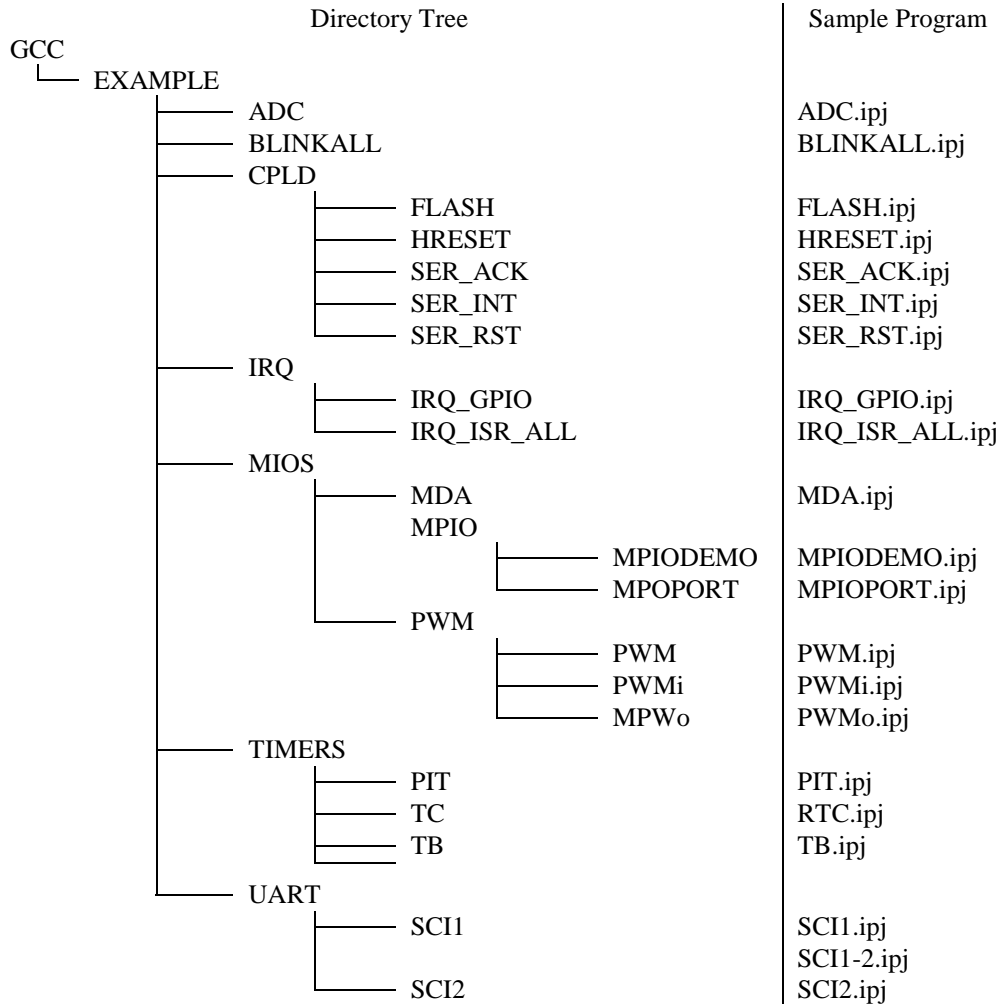 Directory Tree Sample Program
GCC
EXAMPLE
ADC ADC.ipj
BLINKALL BLINKALL.ipj
CPLD
FLASH FLASH.ipj
HRESET HRESET.ipj
SER_ACK SER_ACK.ipj
SER_INT SER_INT.ipj
SER_RST SER_RST.ipj
IRQ
IRQ_GPIO IRQ_GPIO.ipj
IRQ_ISR_ALL IRQ_ISR_ALL.ipj
MIOS
MDA MDA.ipj
MPIO
MPIODEMO MPIODEMO.ipj
MPOPORT MPIOPORT.ipj
PWM
PWM PWM.ipj
PWMi PWMi.ipj
MPWo PWMo.ipj
TIMERS
PIT PIT.ipj
TC RTC.ipj
TB TB.ipj
UART
SCI1 SCI1.ipj
SCI1-2.ipj
SCI2 SCI2.ipj